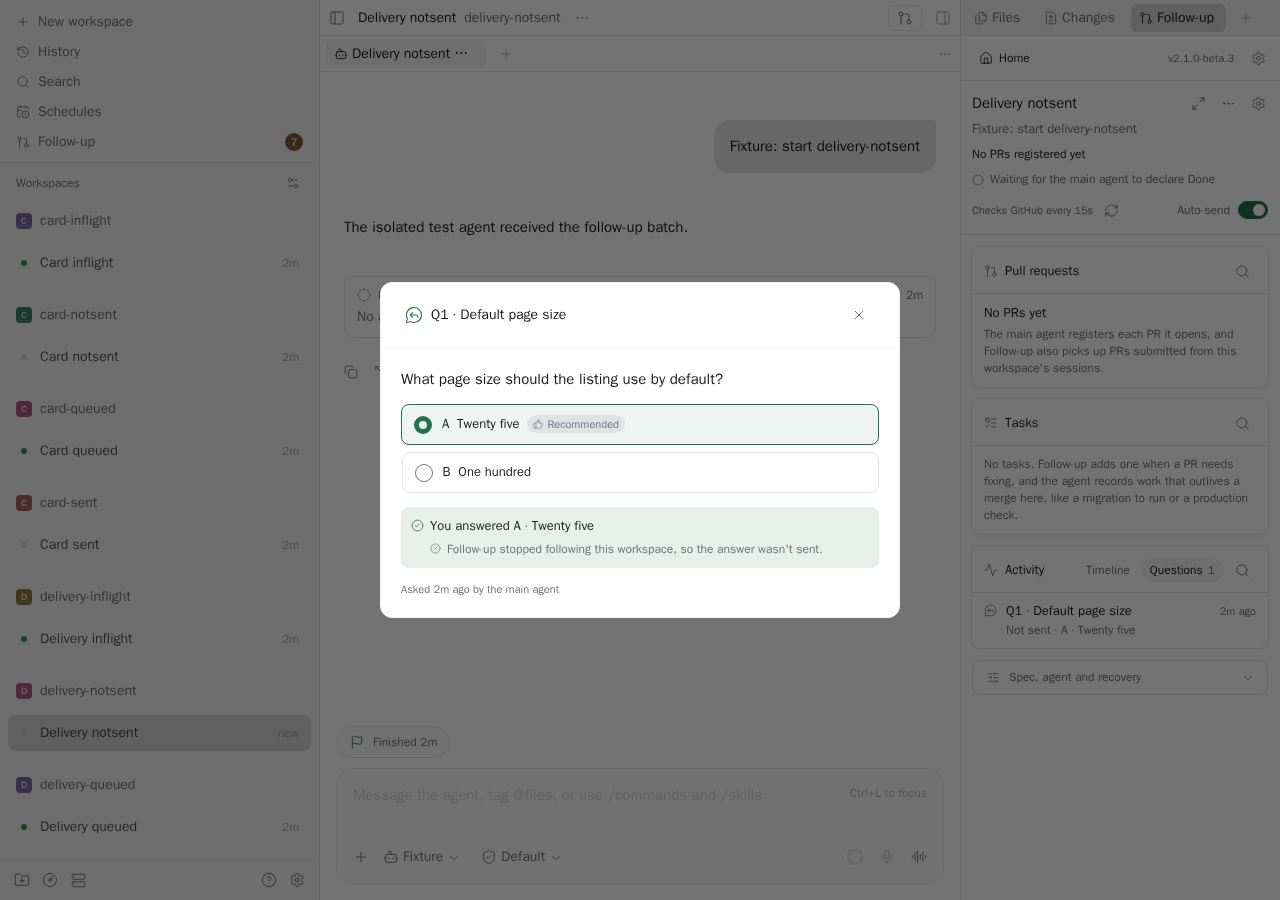 New workspace
History
Search
Schedules
Follow-up
7
Workspaces
C card-inflight
Card inflight 2m
C card-notsent
Card notsent 2m
C card-queued
Card queued 2m
C card-sent
Card sent 2m
D delivery-inflight
Delivery inflight 2m
D delivery-notsent
Delivery notsent now
D delivery-queued
Delivery queued 2m
Delivery notsent delivery-notsent
Delivery notsent
Fixture: start delivery-notsent
The isolated test agent received the follow-up batch.
2m
No
Q1 · Default page size
What page size should the listing use by default?
A Twenty five Recommended
B One hundred
You answered A · Twenty five
Follow-up stopped following this workspace, so the answer wasn't sent.
Asked 2m ago by the main agent
Finished 2m
Message the agent, tag @files, or use /commands and /skills
Ctrl+L to focus
Fixture
Default
Files
Changes
Follow-up
Home v2.1.0-beta.3
Delivery notsent
Fixture: start delivery-notsent
No PRs registered yet
Waiting for the main agent to declare Done
Checks GitHub every 15s
Auto-send
Pull requests
No PRs yet
The main agent registers each PR it opens, and
Follow-up also picks up PRs submitted from this
workspace's sessions.
Tasks
No tasks. Follow-up adds one when a PR needs
fixing, and the agent records work that outlives a
merge here, like a migration to run or a production
check.
Activity Timeline Questions 1
Q1 · Default page size 2m ago
Not sent · A · Twenty five
Spec, agent and recovery